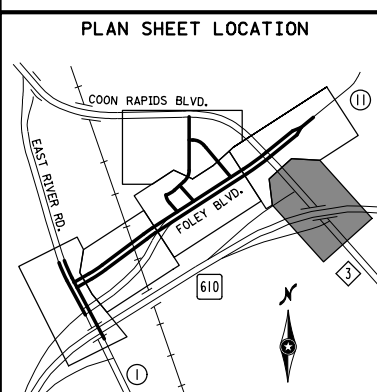 PLAN SHEET LOCATION
COON RAPIDS BLVD.
11
EAST RIVER RD.
FOLEY BLVD.
610
3
N
1